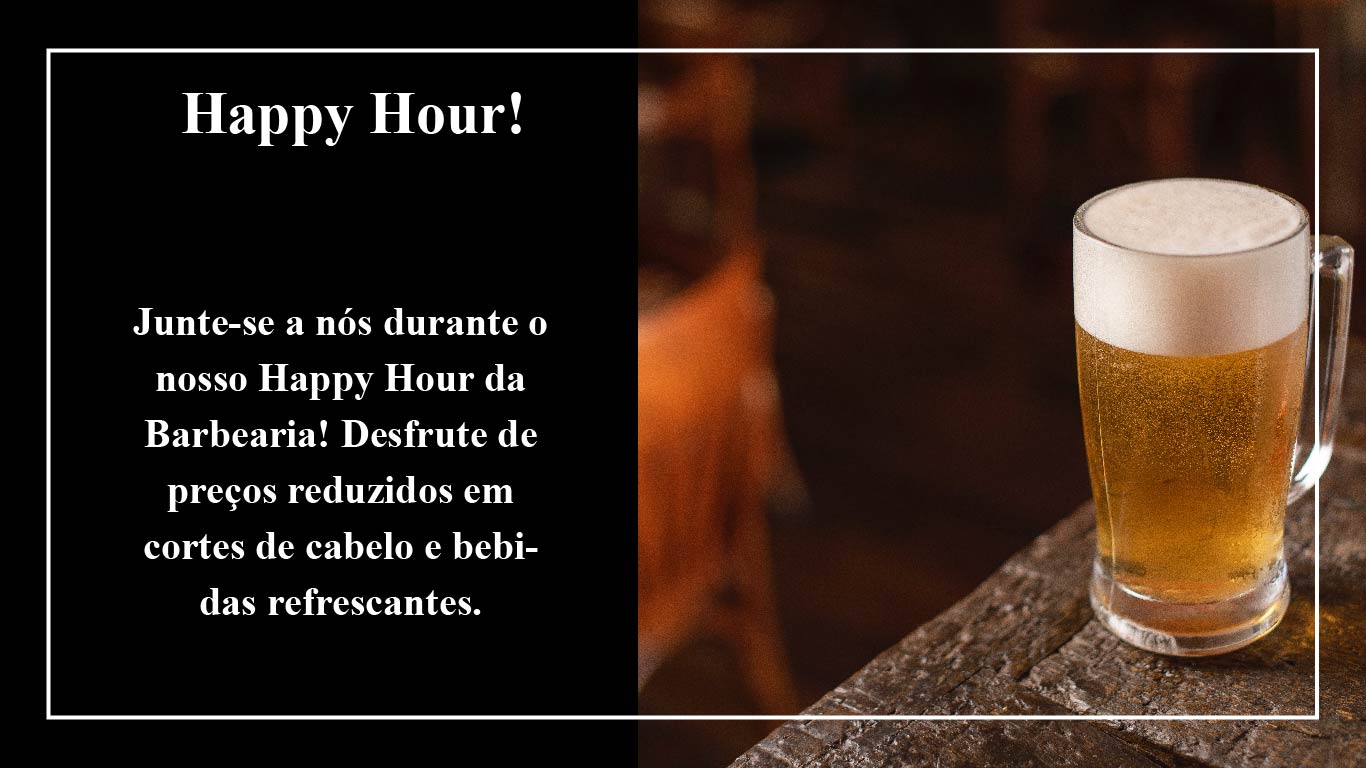 Happy Hour!
Junte-se a nós durante o
nosso Happy Hour da
Barbearia! Desfrute de
preços reduzidos em
cortes de cabelo e bebi-
das refrescantes.